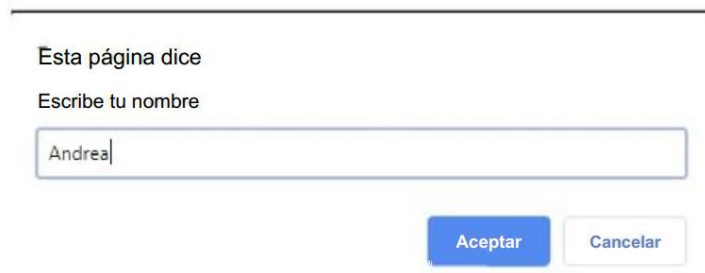 Esta página dice
Escribe tu nombre
Andrea
Aceptar
Cancelar